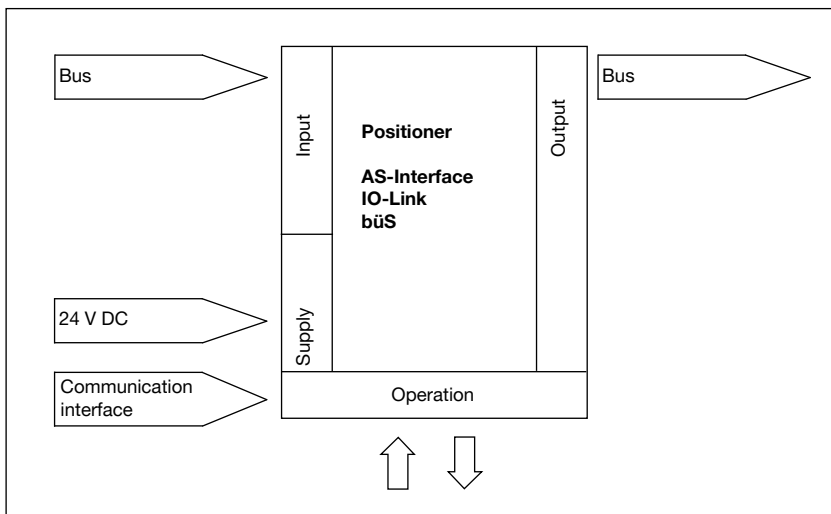 Bus
Input
Positioner
AS-Interface
IO-Link
büS
Output
Bus
24 V DC
Supply
Communication
interface
Operation